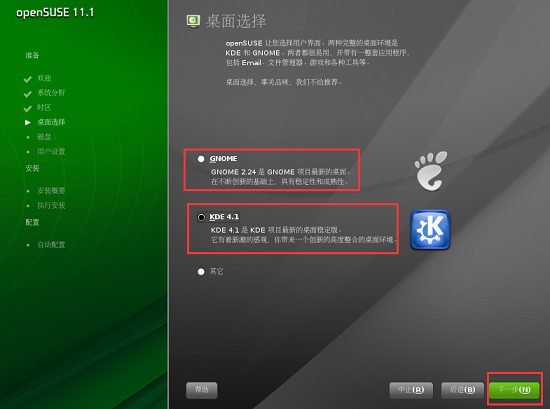 openSUSE 11.1
准备
欢迎
系统分析
时区
桌面选择
磁盘
用户设置
安装
安装概要
执行安装
配置
自动配置
桌面选择
openSUSE 让您选择用户界面。两种完整的桌面环境是
KDE 和 GNOME。两者都很易用，并带有一整套应用程序，
包括 Email、文件管理器、游戏和各种工具等。
桌面选择，事关品味，我们不给推荐。
GNOME
GNOME 2.24 是 GNOME 项目最新的桌面。
在不断创新的基础上，具有稳定性和成熟性。
KDE 4.1
KDE 4.1 是 KDE 项目最新的桌面稳定版。
它有着新潮的感观，你带来一个创新的高度整合的桌面环境。
其它
帮助
中止(R)
后退(B)
下一步(N)